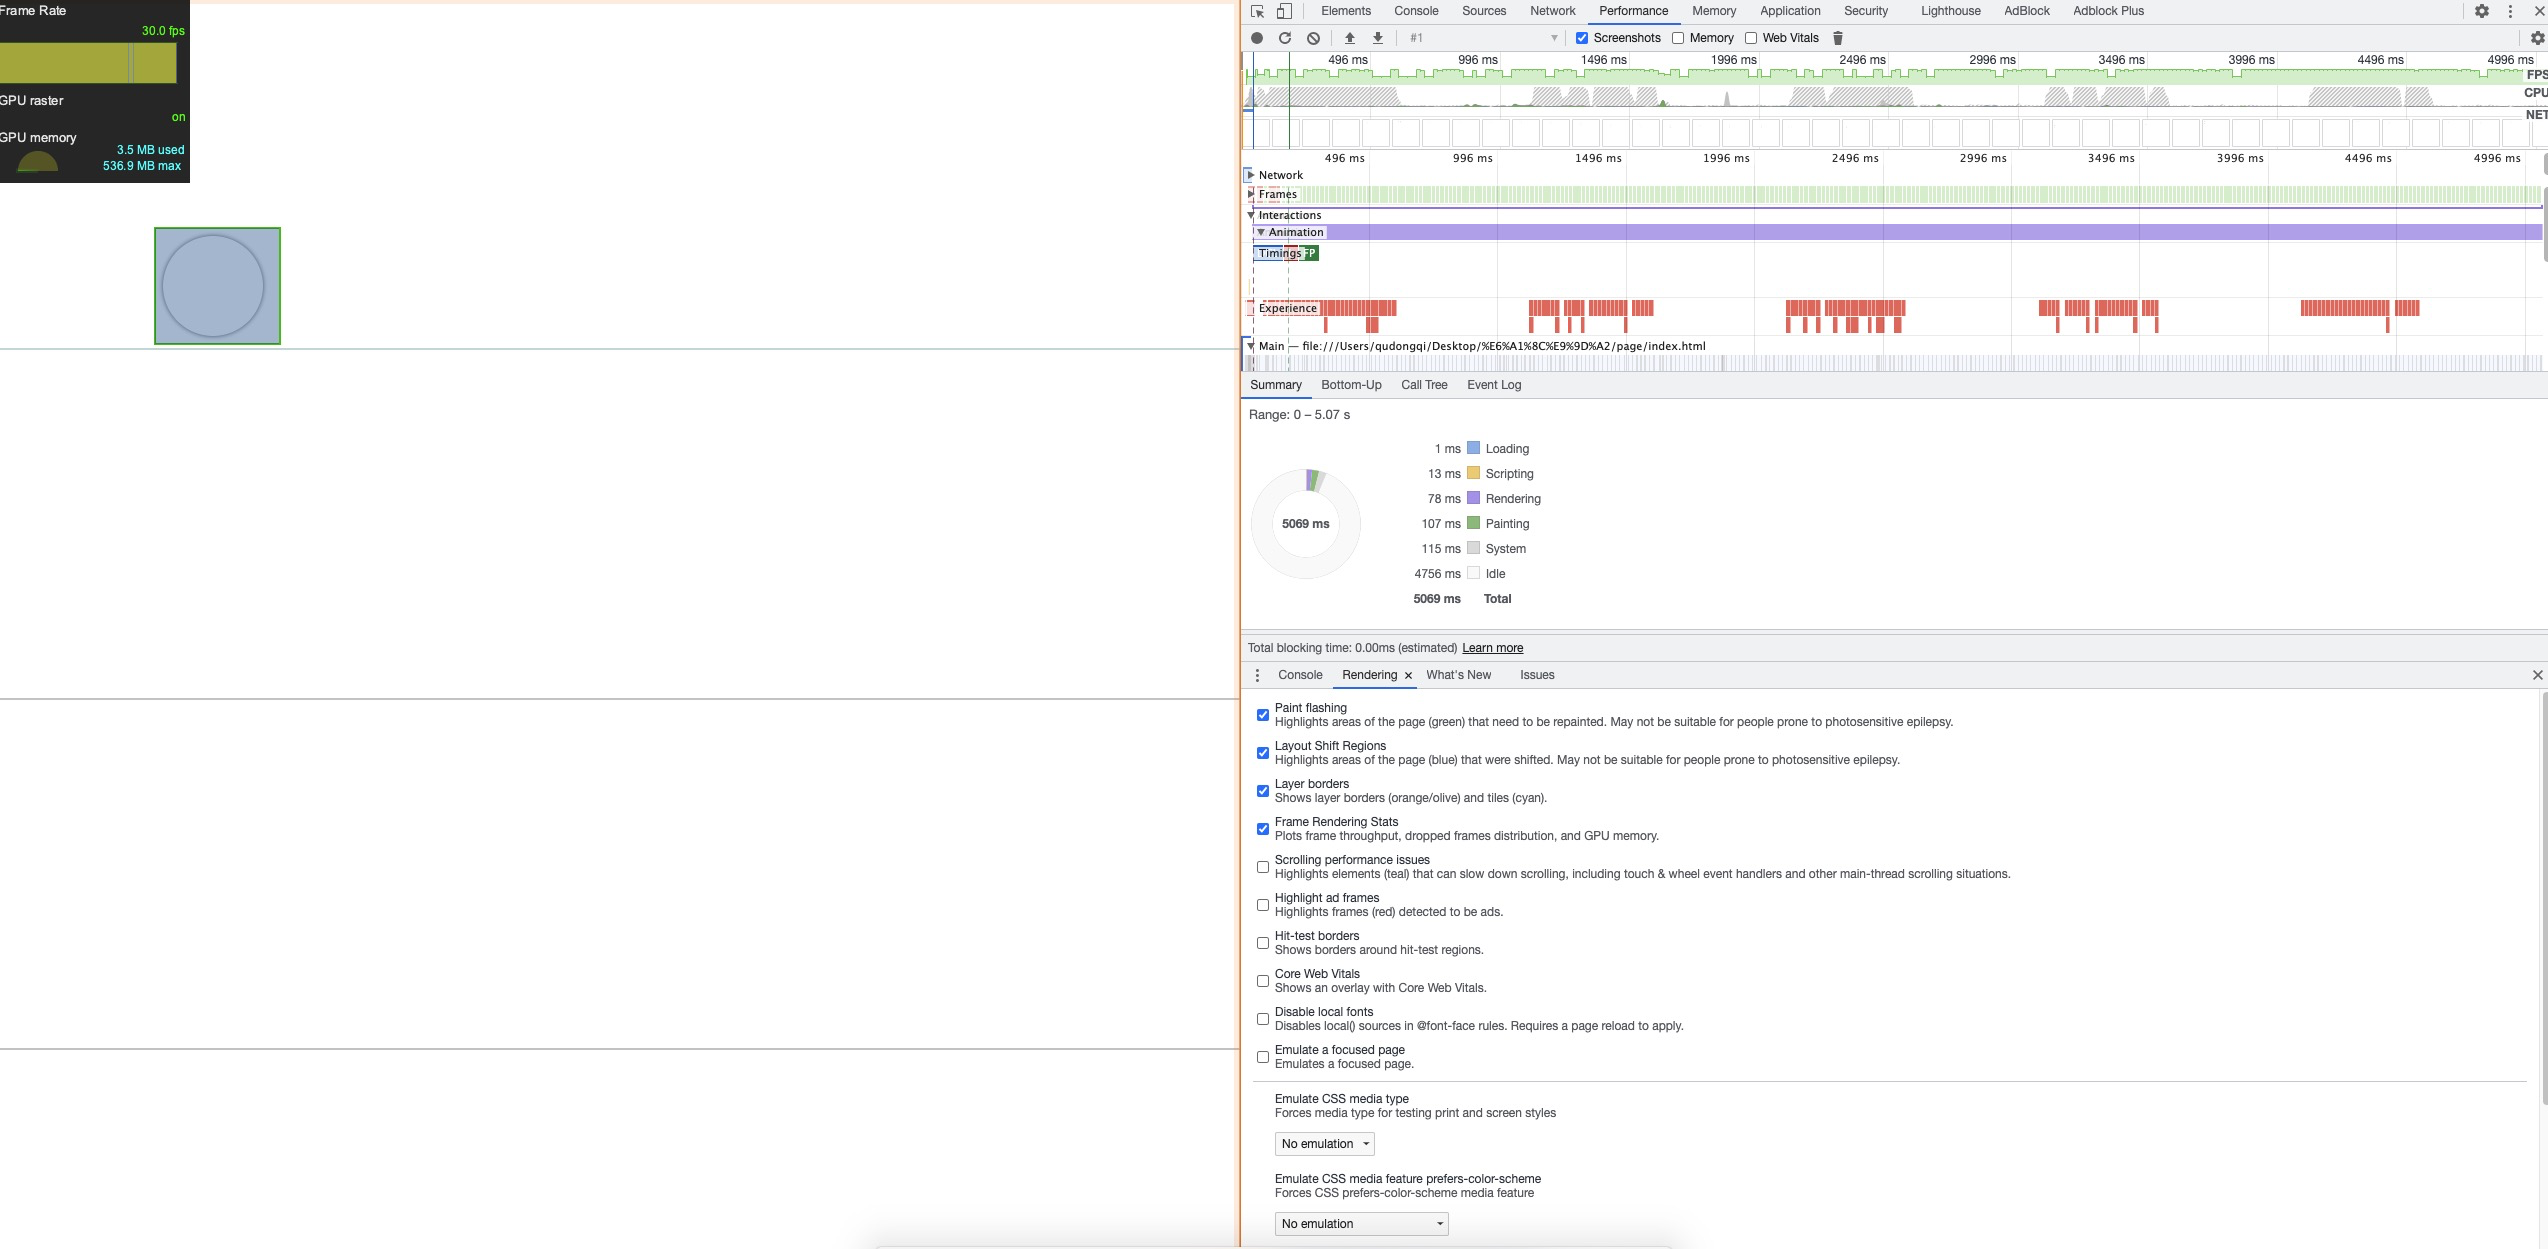 Frame Rate
30.0 fps
GPU raster
on
GPU memory
3.5 MB used
536.9 MB max
Elements Console Sources Network Performance Memory Application Security Lighthouse AdBlock Adblock Plus
#1 Screenshots Memory Web Vitals
496 ms 996 ms 1496 ms 1996 ms 2496 ms 2996 ms 3496 ms 3996 ms 4496 ms 4996 ms
FPS
CPU
NET
496 ms 996 ms 1496 ms 1996 ms 2496 ms 2996 ms 3496 ms 3996 ms 4496 ms 4996 ms
Network
Frames
Interactions
Animation
Timings FP
Experience
Main — file:///Users/qudongqi/Desktop/%E6%A1%8C%E9%9D%A2/page/index.html
Summary Bottom-Up Call Tree Event Log
Range: 0 – 5.07 s
1 ms Loading
13 ms Scripting
78 ms Rendering
5069 ms
107 ms Painting
115 ms System
4756 ms Idle
5069 ms Total
Total blocking time: 0.00ms (estimated) Learn more
Console Rendering What's New Issues
Paint flashing
Highlights areas of the page (green) that need to be repainted. May not be suitable for people prone to photosensitive epilepsy.
Layout Shift Regions
Highlights areas of the page (blue) that were shifted. May not be suitable for people prone to photosensitive epilepsy.
Layer borders
Shows layer borders (orange/olive) and tiles (cyan).
Frame Rendering Stats
Plots frame throughput, dropped frames distribution, and GPU memory.
Scrolling performance issues
Highlights elements (teal) that can slow down scrolling, including touch & wheel event handlers and other main-thread scrolling situations.
Highlight ad frames
Highlights frames (red) detected to be ads.
Hit-test borders
Shows borders around hit-test regions.
Core Web Vitals
Shows an overlay with Core Web Vitals.
Disable local fonts
Disables local() sources in @font-face rules. Requires a page reload to apply.
Emulate a focused page
Emulates a focused page.
Emulate CSS media type
Forces media type for testing print and screen styles
No emulation
Emulate CSS media feature prefers-color-scheme
Forces CSS prefers-color-scheme media feature
No emulation